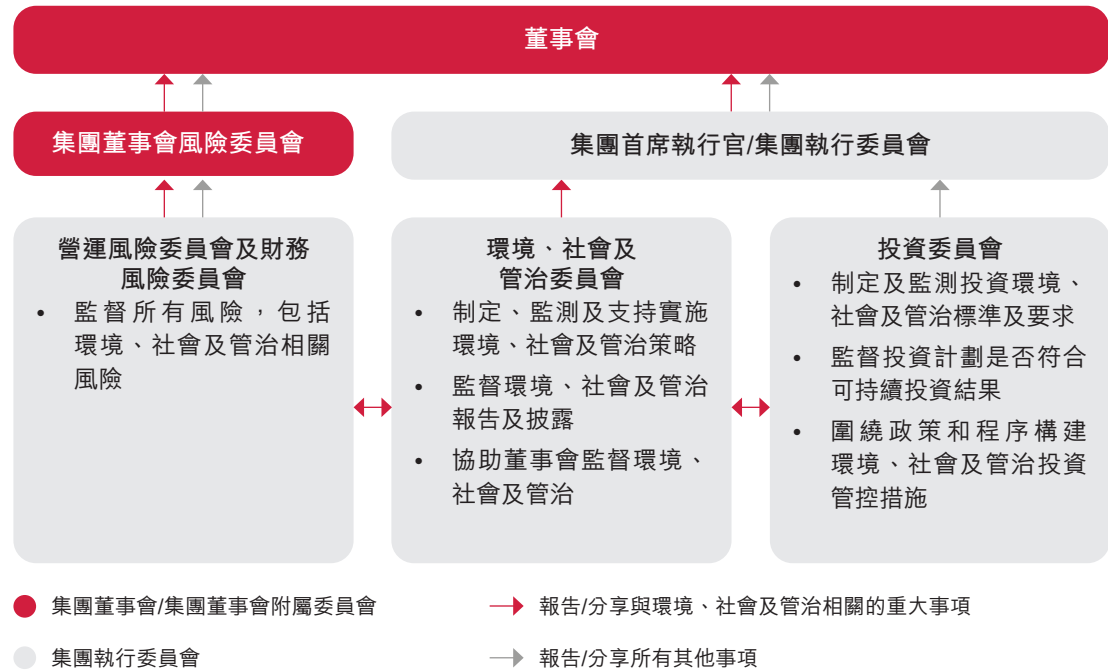 董事會
集團董事會風險委員會
集團首席執行官/集團執行委員會
營運風險委員會及財務
風險委員會
• 監督所有風險，包括
環境、社會及管治相關
風險
環境、社會及
管治委員會
• 制定、監測及支持實施
環境、社會及管治策略
• 監督環境、社會及管治
報告及披露
• 協助董事會監督環境、
社會及管治
投資委員會
• 制定及監測投資環境、
社會及管治標準及要求
• 監督投資計劃是否符合
可持續投資結果
• 圍繞政策和程序構建
環境、社會及管治投資
管控措施
集團董事會/集團董事會附屬委員會
報告/分享與環境、社會及管治相關的重大事項
集團執行委員會
報告/分享所有其他事項